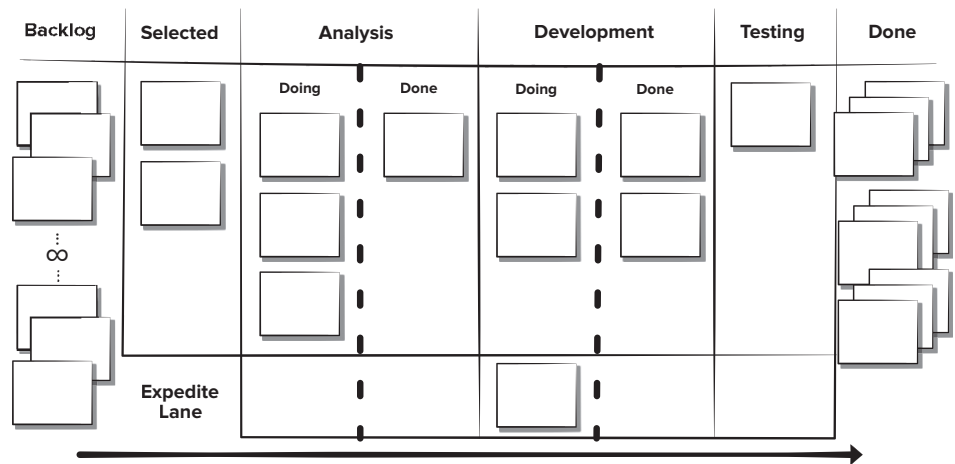 Backlog
Selected
Analysis
Development
Testing
Done
Doing
Done
Doing
Done
∞
Expedite
Lane